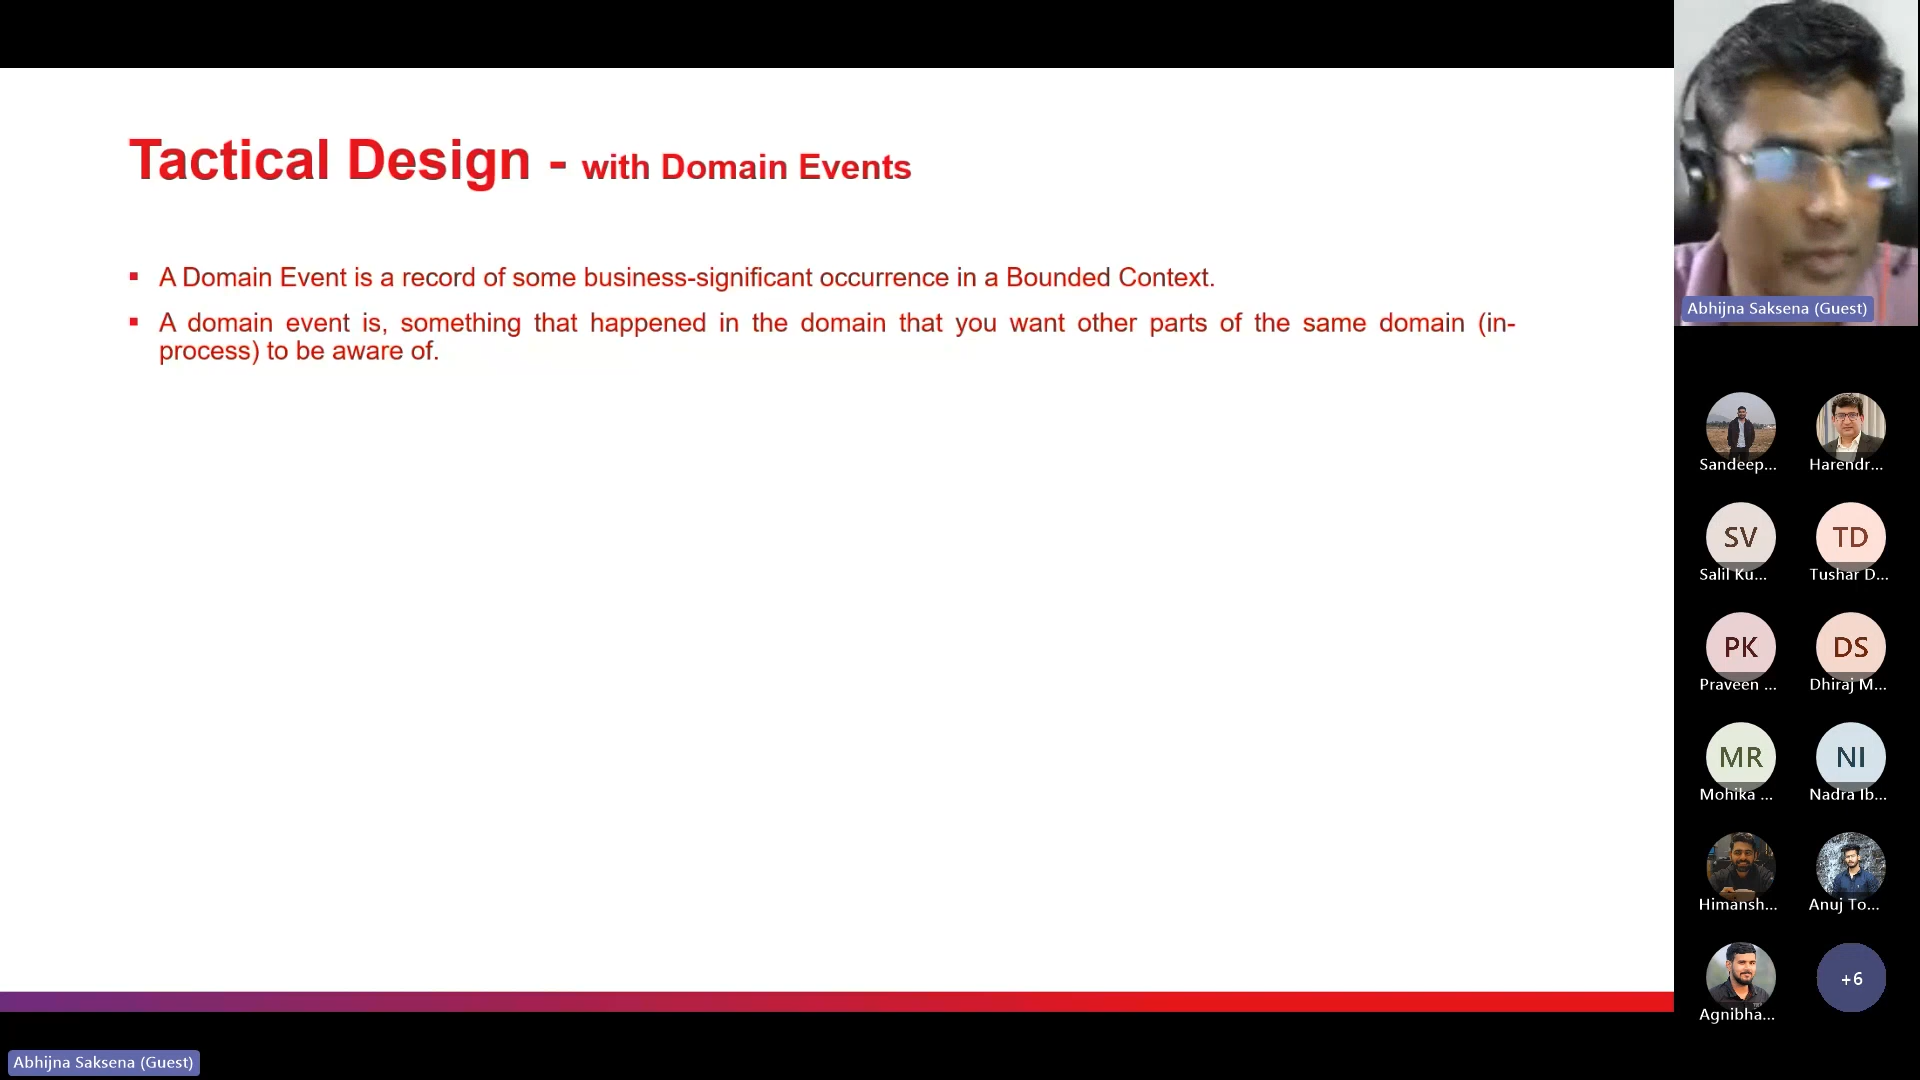 Tactical Design - with Domain Events
▪ A Domain Event is a record of some business-significant occurrence in a Bounded Context.
▪ A domain event is, something that happened in the domain that you want other parts of the same domain (in-
process) to be aware of.
Abhijna Saksena (Guest)
Sandeep...
Harendr...
SV
TD
Salil Ku...
Tushar D...
PK
DS
Praveen ...
Dhiraj M...
MR
NI
Mohika ...
Nadra Ib...
Himansh...
Anuj To...
+6
Agnibha...
Abhijna Saksena (Guest)